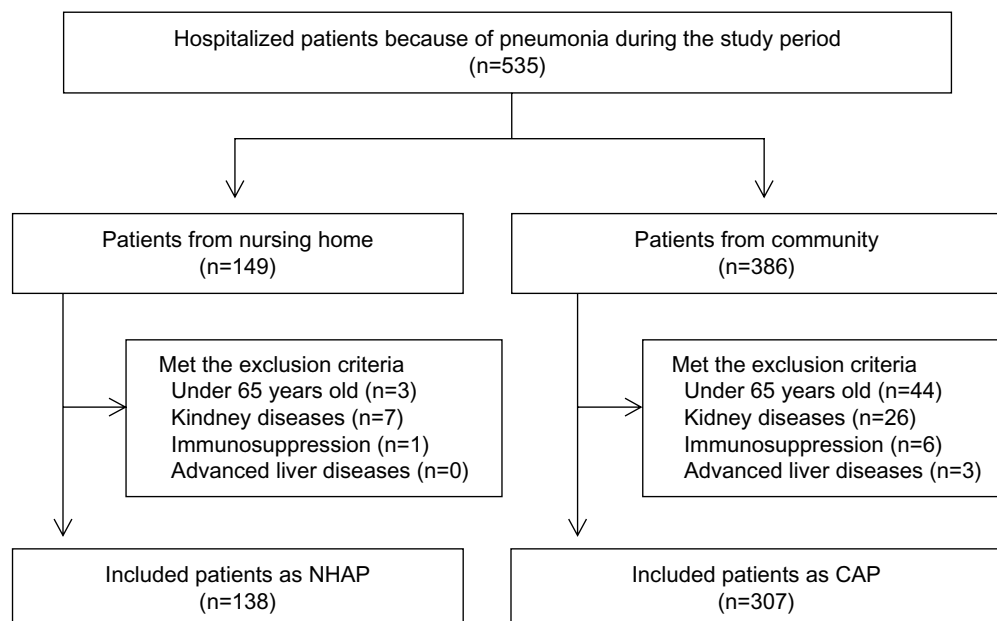 Hospitalized patients because of pneumonia during the study period
(n=535)
Patients from nursing home
(n=149)
Patients from community
(n=386)
Met the exclusion criteria
Under 65 years old (n=3)
Kindney diseases (n=7)
Immunosuppression (n=1)
Advanced liver diseases (n=0)
Met the exclusion criteria
Under 65 years old (n=44)
Kidney diseases (n=26)
Immunosuppression (n=6)
Advanced liver diseases (n=3)
Included patients as NHAP
(n=138)
Included patients as CAP
(n=307)